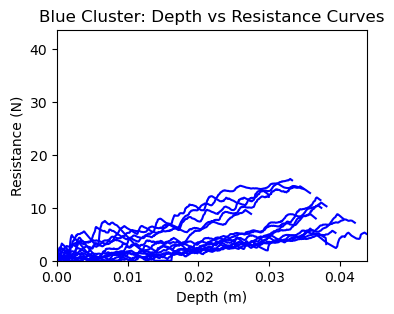 Blue Cluster: Depth vs Resistance Curves
40
30
20
10
0
Resistance (N)
0.00 0.01 0.02 0.03 0.04
Depth (m)